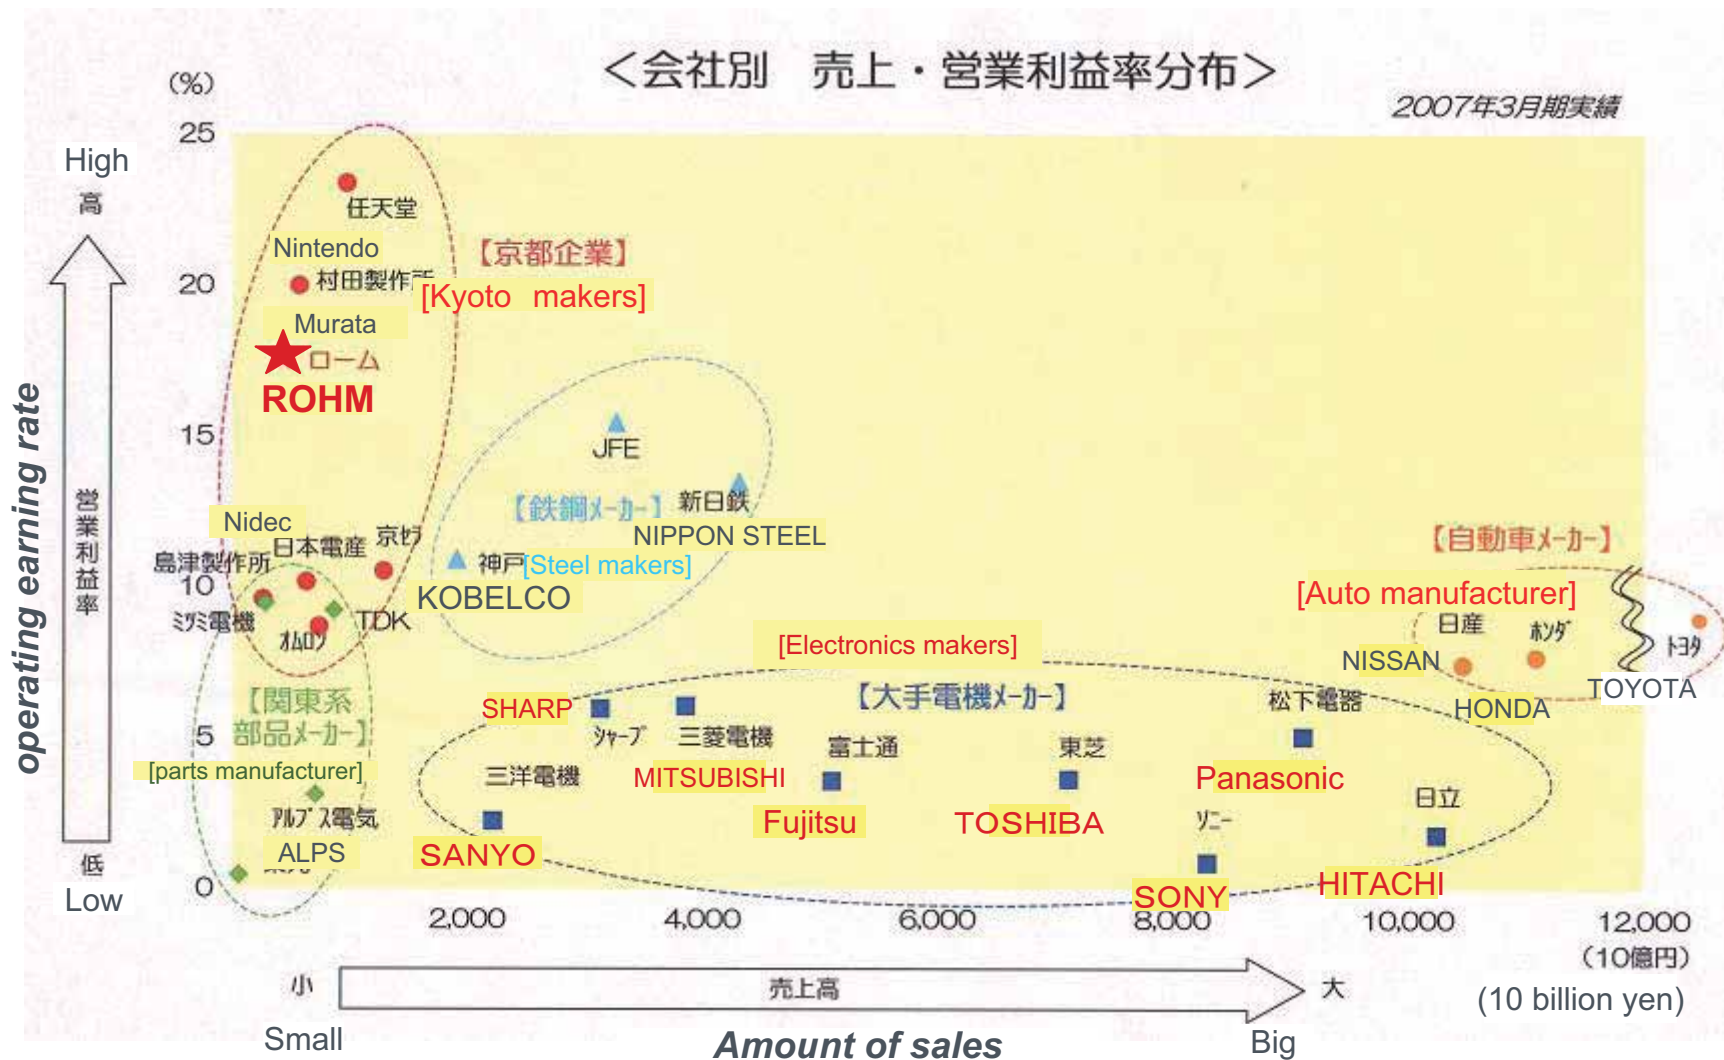 ＜会社別　売上・営業利益率分布＞
2007年3月期実績
(%)
25
High
高
任天堂
Nintendo
【京都企業】
20
村田製作所
[Kyoto makers]
Murata
ローム
ROHM
15
JFE
【鉄鋼ﾒｰｶｰ】
新日鉄
NIPPON STEEL
Nidec
日本電産
京ｾﾗ
島津製作所
神戸
[Steel makers]
KOBELCO
10
【自動車ﾒｰｶｰ】
[Auto manufacturer]
ﾐﾂﾐ電機
ｵﾑﾛﾝ
TDK
日産
ﾎﾝﾀﾞ
ﾄﾖﾀ
NISSAN
HONDA
TOYOTA
[Electronics makers]
【大手電機ﾒｰｶｰ】
【関東系
部品ﾒｰｶｰ】
[parts manufacturer]
5
SHARP
ｼｬｰﾌﾟ
三菱電機
MITSUBISHI
富士通
Fujitsu
東芝
TOSHIBA
松下電器
Panasonic
三洋電機
SANYO
ｿﾆｰ
SONY
日立
HITACHI
ｱﾙﾌﾟｽ電気
ALPS
0
低
Low
operating earning rate
営業利益率
2,000
4,000
6,000
8,000
10,000
12,000
(10億円)
(10 billion yen)
小
売上高
大
Small
Amount of sales
Big